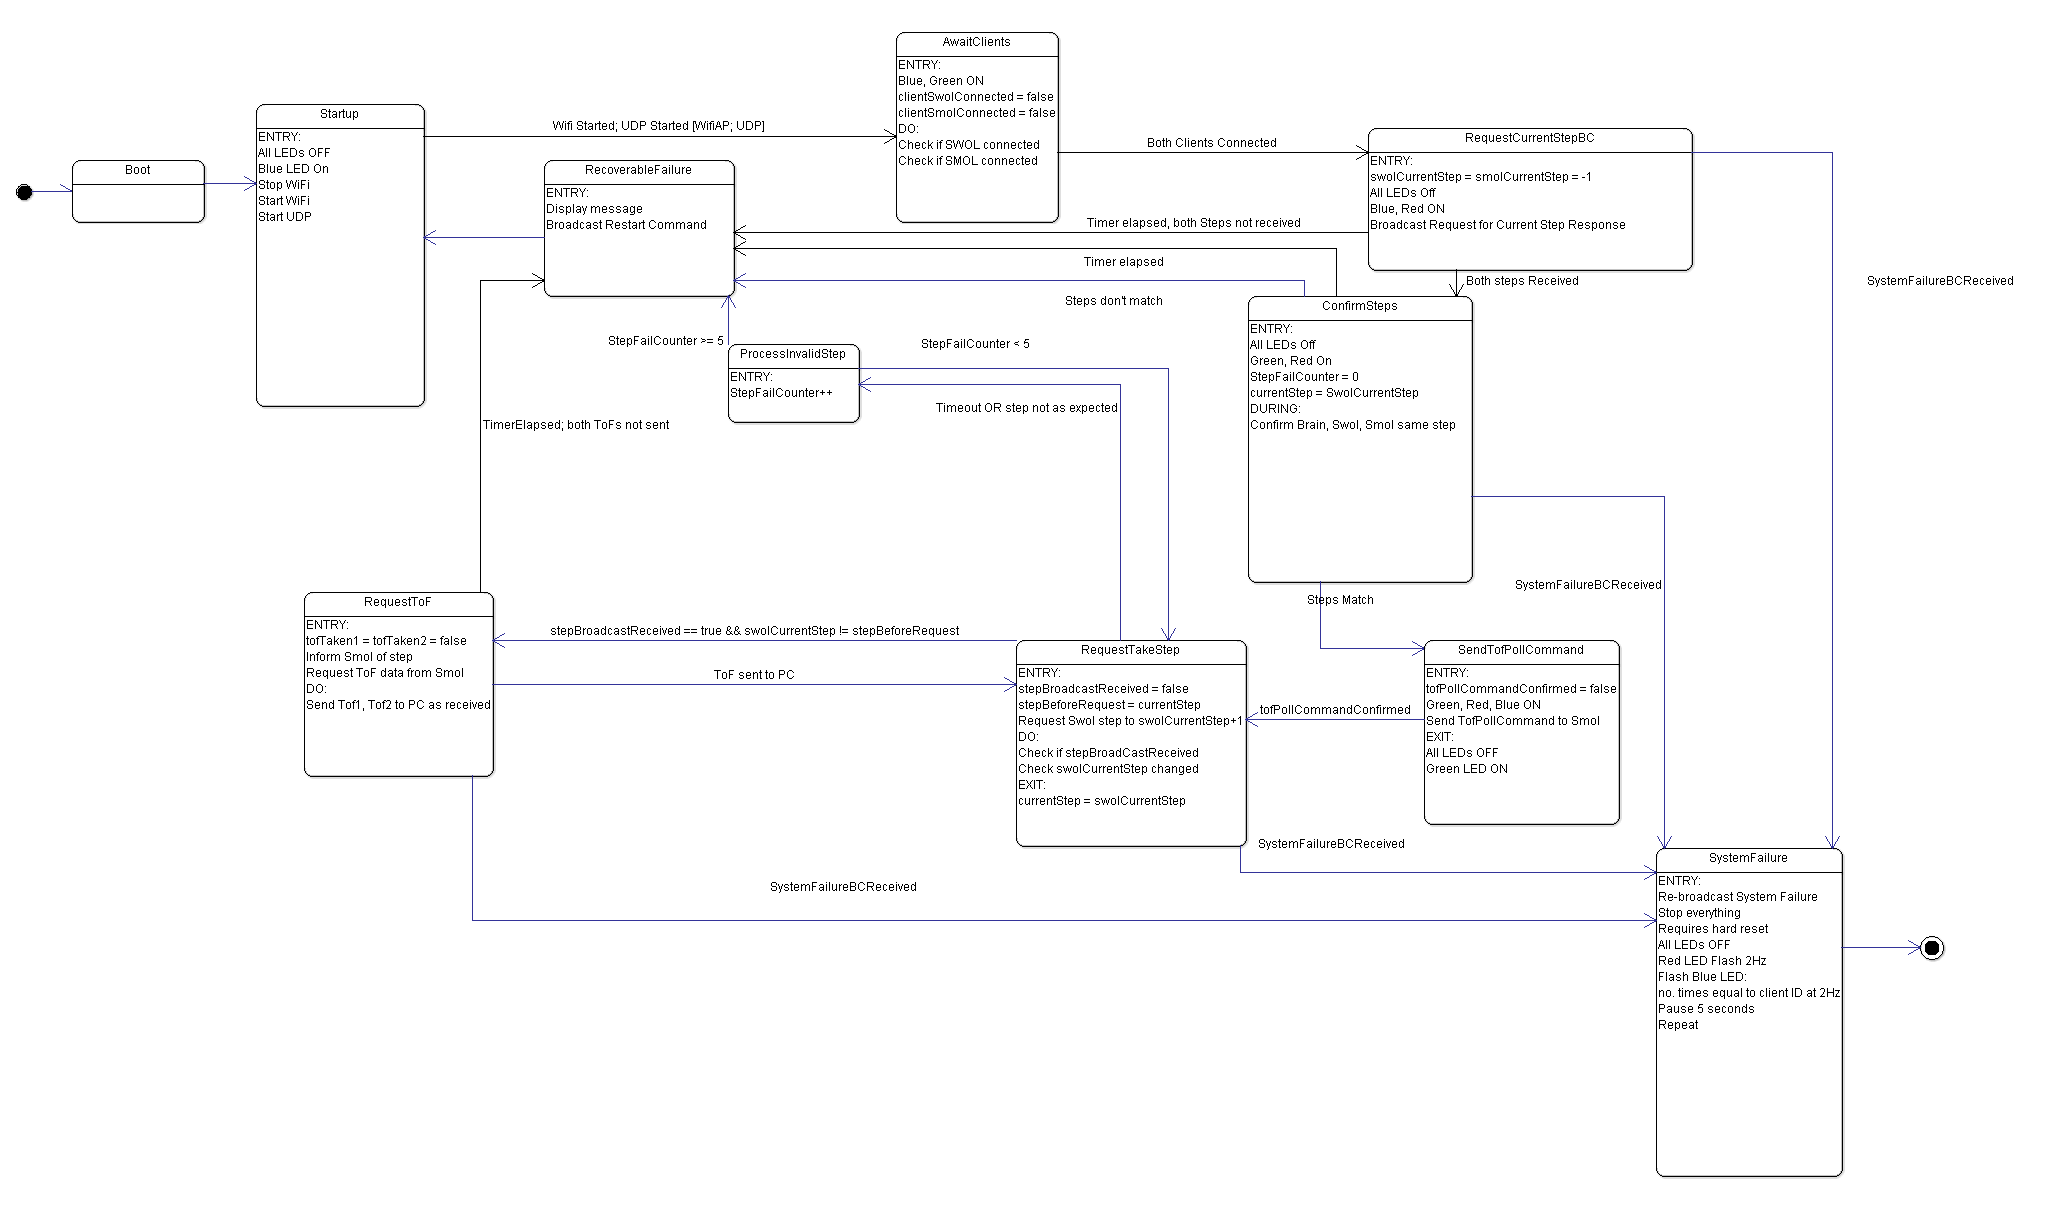 AwaitClients
ENTRY:
Blue, Green ON
clientSwolConnected = false
clientSmolConnected = false
DO:
Check if SWOL connected
Check if SMOL connected
Startup
ENTRY:
All LEDs OFF
Blue LED On
Stop WiFi
Start WiFi
Start UDP
Wifi Started; UDP Started [WifiAP; UDP]
Both Clients Connected
RequestCurrentStepBC
ENTRY:
swolCurrentStep = smolCurrentStep = -1
All LEDs Off
Blue, Red ON
Broadcast Request for Current Step Response
Boot
RecoverableFailure
ENTRY:
Display message
Broadcast Restart Command
Timer elapsed, both Steps not received
Timer elapsed
Steps don't match
Both steps Received
SystemFailureBCReceived
ConfirmSteps
ENTRY:
All LEDs Off
Green, Red On
StepFailCounter = 0
currentStep = SwolCurrentStep
DURING:
Confirm Brain, Swol, Smol same step
StepFailCounter >= 5
StepFailCounter < 5
ProcessInvalidStep
ENTRY:
StepFailCounter++
Timeout OR step not as expected
TimerElapsed; both ToFs not sent
SystemFailureBCReceived
Steps Match
RequestToF
ENTRY:
tofTaken1 = tofTaken2 = false
Inform Smol of step
Request ToF data from Smol
DO:
Send Tof1, Tof2 to PC as received
stepBroadcastReceived == true && swolCurrentStep != stepBeforeRequest
ToF sent to PC
RequestTakeStep
ENTRY:
stepBroadcastReceived = false
stepBeforeRequest = currentStep
Request Swol step to swolCurrentStep+1
DO:
Check if stepBroadCastReceived
Check swolCurrentStep changed
EXIT:
currentStep = swolCurrentStep
tofPollCommandConfirmed
SendTofPollCommand
ENTRY:
tofPollCommandConfirmed = false
Green, Red, Blue ON
Send TofPollCommand to Smol
EXIT:
All LEDs OFF
Green LED ON
SystemFailureBCReceived
SystemFailureBCReceived
SystemFailure
ENTRY:
Re-broadcast System Failure
Stop everything
Requires hard reset
All LEDs OFF
Red LED Flash 2Hz
Flash Blue LED:
no. times equal to client ID at 2Hz
Pause 5 seconds
Repeat